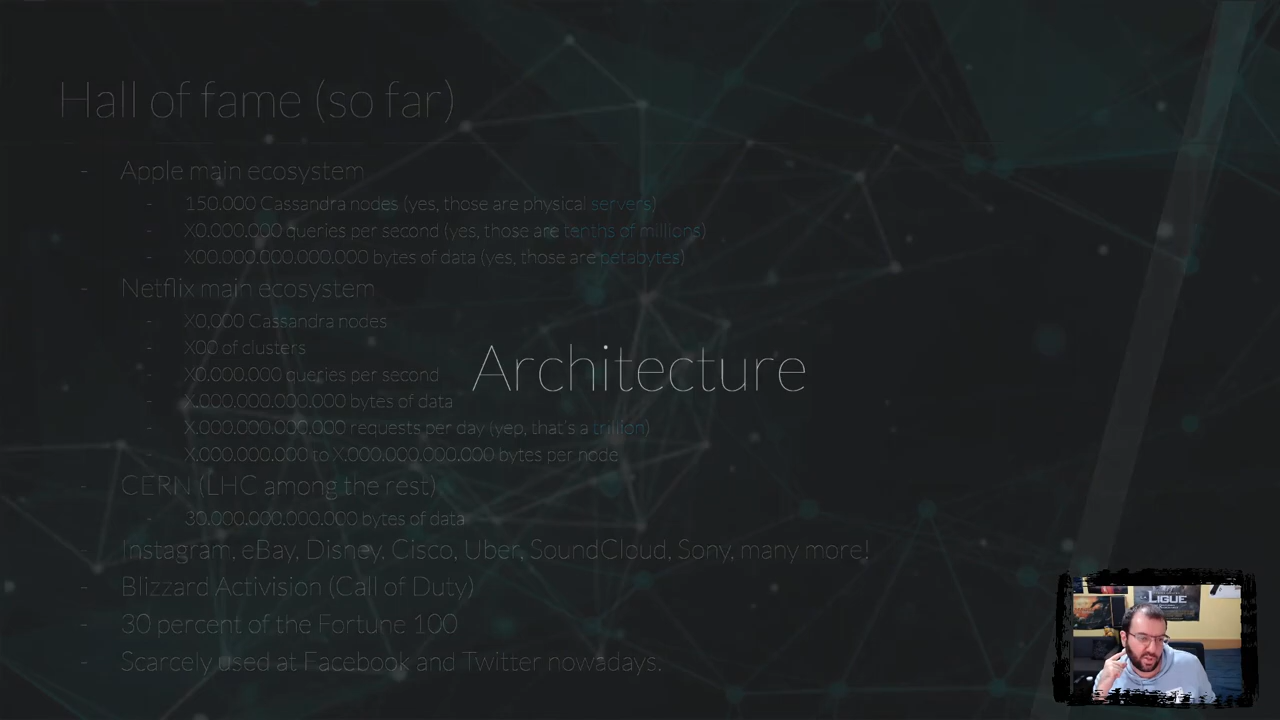 Hall of fame (so far)
- Apple main ecosystem
- 150.000 Cassandra nodes (yes, those are physical servers)
- X0.000.000 queries per second (yes, those are tenths of millions)
- X00.000.000.000.000 bytes of data (yes, those are petabytes)
- Netflix main ecosystem
- X0,000 Cassandra nodes
- X00 of clusters
- X0.000.000 queries per second
Architecture
- X.000.000.000.000 bytes of data
- X.000.000.000.000 requests per day (yep, that's a trillion)
- X.000.000.000 to X.000.000.000.000 bytes per node
- CERN (LHC among the rest)
- 30.000.000.000.000 bytes of data
- Instagram, eBay, Disney, Cisco, Uber, SoundCloud, Sony, many more!
- Blizzard Activision (Call of Duty)
- 30 percent of the Fortune 100
- Scarcely used at Facebook and Twitter nowadays.
LIGUE